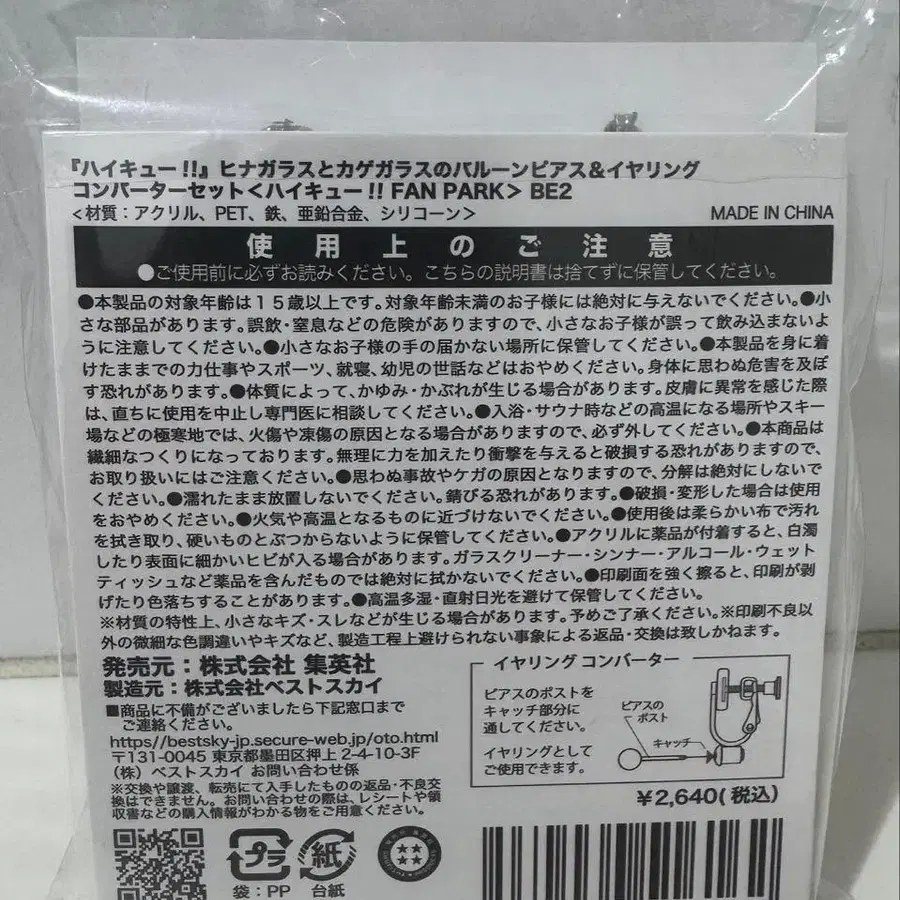 『ハイキュー!!』ヒナガラスとカゲガラスのバルーンピアス&イヤリング
コンバーターセット<ハイキュー!! FAN PARK> BE2
<材質:アクリル、PET、鉄、亜鉛合金、シリコーン>
MADE IN CHINA
使用上のご注意
●ご使用前に必ずお読みください。こちらの説明書は捨てずに保管してください。
●本製品の対象年齢は15歳以上です。対象年齢未満のお子様には絶対に与えないでください。●小
さな部品があります。誤飲・窒息などの危険がありますので、小さなお子様が誤って飲み込まないよ
うに注意してください。●小さなお子様の手の届かない場所に保管してください。●本製品を身に着
けたままでの力仕事やスポーツ、就寝、幼児の世話などはおやめください。身体に思わぬ危害を及ぼ
す恐れがあります。●体質によって、かゆみ・かぶれが生じる場合があります。皮膚に異常を感じた際
は、直ちに使用を中止し専門医に相談してください。●入浴・サウナ時などの高温になる場所やスキー
場などの極寒地では、火傷や凍傷の原因となる場合がありますので、必ず外してください。●本商品は
繊細なつくりになっております。無理に力を加えたり衝撃を与えると破損する恐れがありますので、
お取り扱いにはご注意ください。●思わぬ事故やケガの原因となりますので、分解は絶対にしないで
ください。●濡れたまま放置しないでください。錆びる恐れがあります。●破損・変形した場合は使用
をおやめください。●火気や高温となるものに近づけないでください。●使用後は柔らかい布で汚れ
を拭き取り、硬いものとぶつからないように保管してください。●アクリルに薬品が付着すると、白濁
したり表面に細かいヒビが入る場合があります。ガラスクリーナー・シンナー・アルコール・ウェット
ティッシュなど薬品を含んだものでは絶対に拭かないでください。●印刷面を強く擦ると、印刷が剥
げたり色落ちすることがあります。●高温多湿・直射日光を避けて保管してください。
※材質の特性上、小さなキズ・スレなどが生じる場合があります。予めご了承ください。※印刷不良以
外の微細な色調違いやキズなど、製造工程上避けられない事象による返品・交換は致しかねます。
発売元:株式会社 集英社
製造元:株式会社ベストスカイ
■商品に不備がございましたら下記窓口まで
ご連絡ください。
https://bestsky-jp.secure-web.jp/oto.html
〒131-0045 東京都墨田区押上 2-4-10-3F
(株) ベストスカイ お問い合わせ係
※交換や譲渡、転売にて入手したものの返品・不良交
換はできません。お問い合わせの際は、レシートや領
収書などの購入情報がわかる物をご用意ください。
イヤリング コンバーター
ピアスのポストを
キャッチ部分に
通してください。
イヤリングとして
ご使用できます。
ピアスの
ポスト
キャッチ
¥2,640(税込)
プラ
袋:PP
紙
台紙